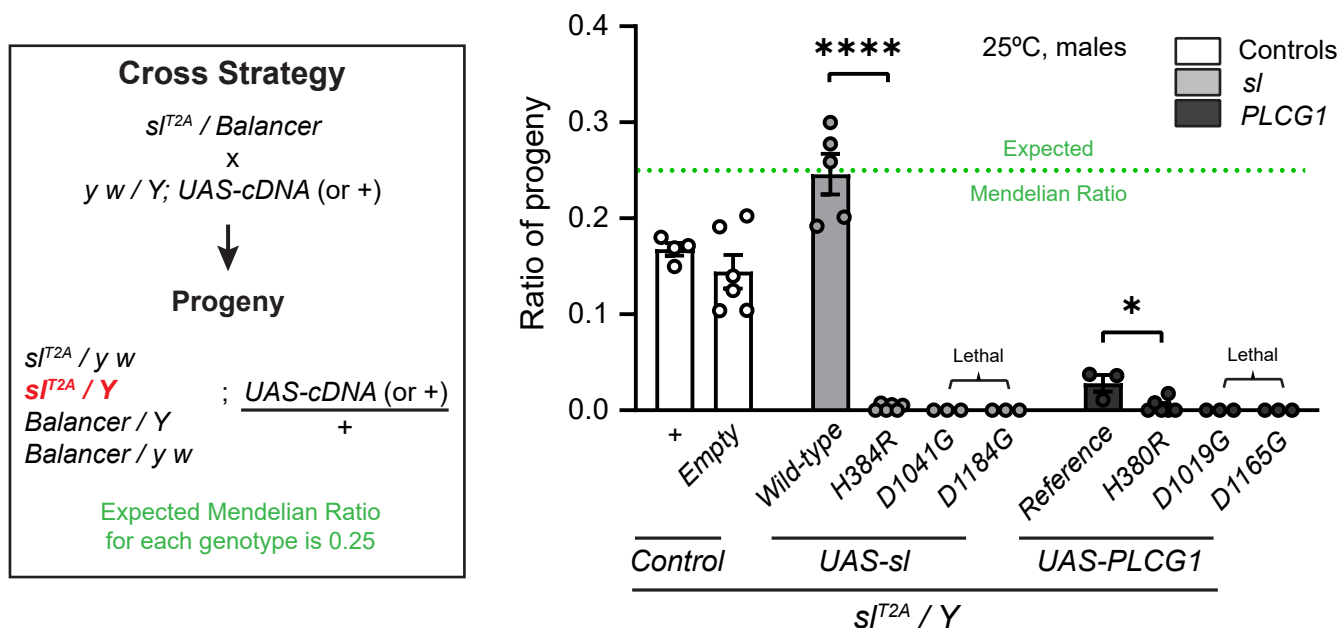 Cross Strategy
sl^T2A / Balancer
x
y w / Y; UAS-cDNA (or +)
Progeny
sl^T2A / y w
sl^T2A / Y
Balancer / Y
Balancer / y w
; UAS-cDNA (or +)
+
Expected Mendelian Ratio
for each genotype is 0.25
Ratio of progeny
0.4
0.3
0.2
0.1
0.0
25ºC, males
Controls
sl
PLCG1
****
Expected
Mendelian Ratio
*
Lethal
Lethal
+
Empty
Wild-type
H384R
D1041G
D1184G
Reference
H380R
D1019G
D1165G
Control
UAS-sl
UAS-PLCG1
sl^T2A / Y